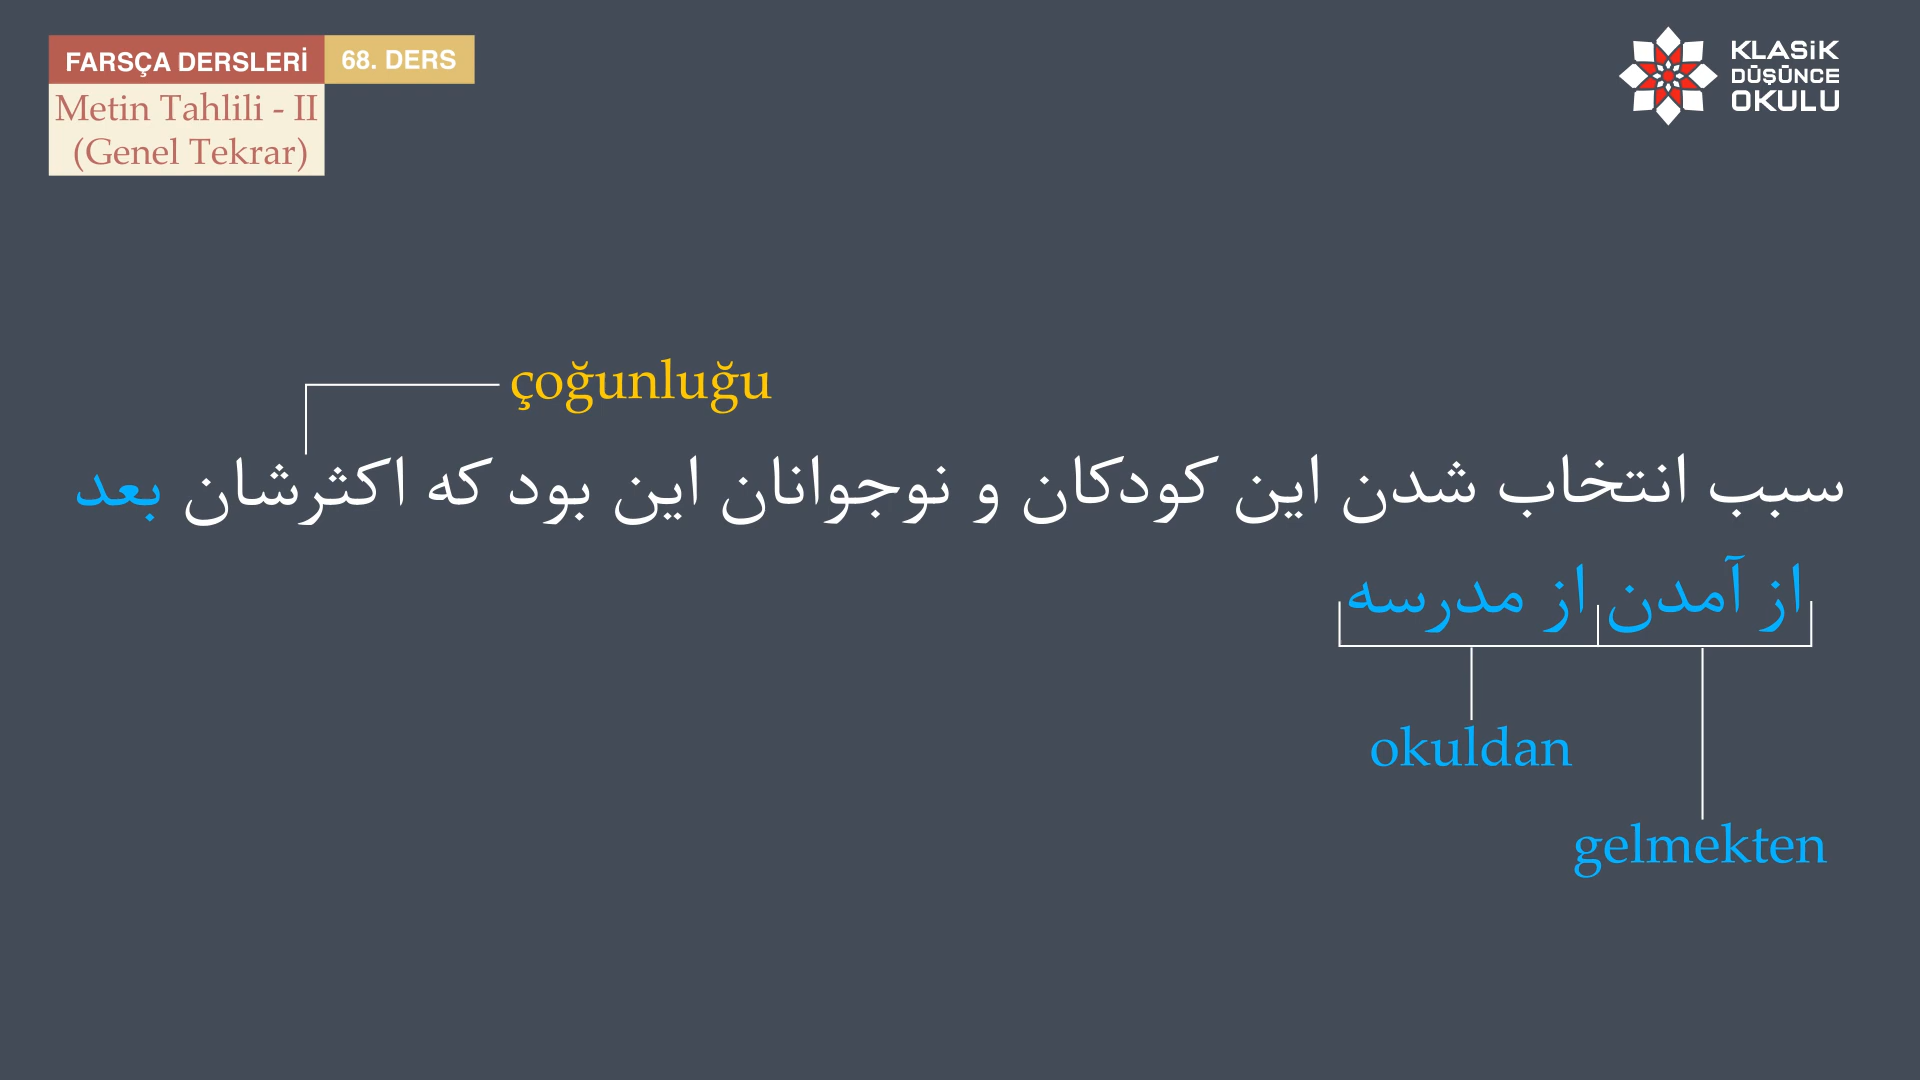 FARSÇA DERSLERİ 68. DERS
Metin Tahlili - II
(Genel Tekrar)
KLASiK
DÜŞÜNCE
OKULU
çoğunluğu
سبب انتخاب شدن این کودکان و نوجوانان این بود که اکثرشان بعد
از آمدن از مدرسه
okuldan
gelmekten